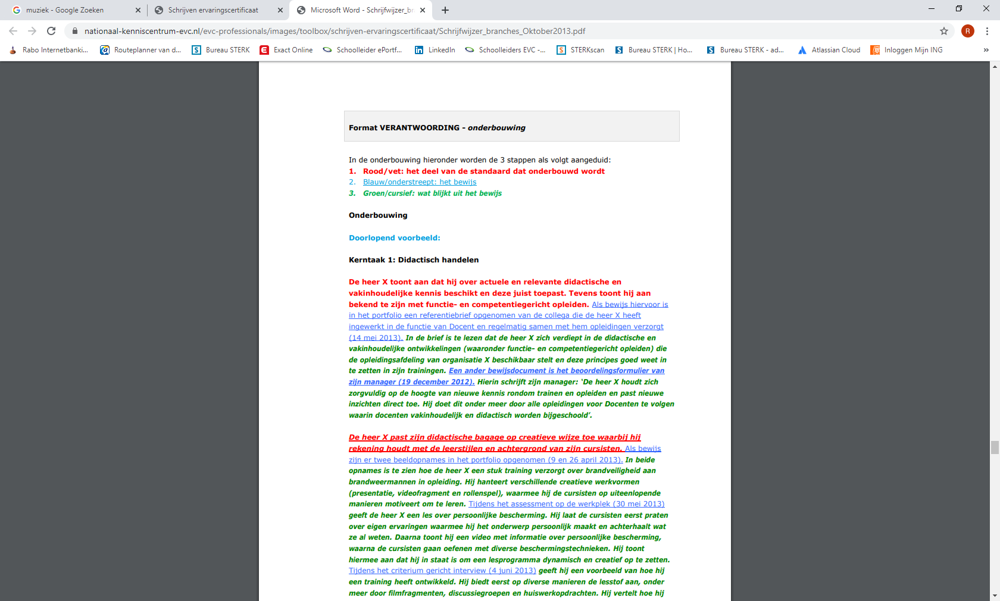 muziek - Google Zoeken
Schrijven ervaringscertificaat
Microsoft Word - Schrijfwijzer_br
nationaal-kenniscentrum-evc.nl/evc-professionals/images/toolbox/schrijven-ervaringscertificaat/Schrijfwijzer_branches_Oktober2013.pdf
R
Rabo Internetbanki...
Routeplanner van d...
Bureau STERK
Exact Online
Schoolleider ePortf...
LinkedIn
Schoolleiders EVC -...
STERKscan
Bureau STERK | Ho...
Bureau STERK - ad...
Atlassian Cloud
Inloggen Mijn ING
»
Format VERANTWOORDING - onderbouwing
In de onderbouwing hieronder worden de 3 stappen als volgt aangeduid:
1. Rood/vet: het deel van de standaard dat onderbouwd wordt
2. Blauw/onderstreept: het bewijs
3. Groen/cursief: wat blijkt uit het bewijs
Onderbouwing
Doorlopend voorbeeld:
Kerntaak 1: Didactisch handelen
De heer X toont aan dat hij over actuele en relevante didactische en
vakinhoudelijke kennis beschikt en deze juist toepast. Tevens toont hij aan
bekend te zijn met functie- en competentiegericht opleiden. Als bewijs hiervoor is
in het portfolio een referentiebrief opgenomen van de collega die de heer X heeft
ingewerkt in de functie van Docent en regelmatig samen met hem opleidingen verzorgt
(14 mei 2013). In de brief is te lezen dat de heer X zich verdiept in de didactische en
vakinhoudelijke ontwikkelingen (waaronder functie- en competentiegericht opleiden) die
de opleidingsafdeling van organisatie X beschikbaar stelt en deze principes goed weet in
te zetten in zijn trainingen. Een ander bewijsdocument is het beoordelingsformulier van
zijn manager (19 december 2012). Hierin schrijft zijn manager: ‘De heer X houdt zich
zorgvuldig op de hoogte van nieuwe kennis rondom trainen en opleiden en past nieuwe
inzichten direct toe. Hij doet dit onder meer door alle opleidingen voor Docenten te volgen
waarin docenten vakinhoudelijk en didactisch worden bijgeschoold’.
De heer X past zijn didactische bagage op creatieve wijze toe waarbij hij
rekening houdt met de leerstijlen en achtergrond van zijn cursisten. Als bewijs
zijn er twee beeldopnames in het portfolio opgenomen (9 en 26 april 2013). In beide
opnames is te zien hoe de heer X een stuk training verzorgt over brandveiligheid aan
brandweermannen in opleiding. Hij hanteert verschillende creatieve werkvormen
(presentatie, videofragment en rollenspel), waarmee hij de cursisten op uiteenlopende
manieren motiveert om te leren. Tijdens het assessment op de werkplek (30 mei 2013)
geeft de heer X een les over persoonlijke bescherming. Hij laat de cursisten eerst praten
over eigen ervaringen waarmee hij het onderwerp persoonlijk maakt en achterhaalt wat
ze al weten. Daarna toont hij een video met informatie over persoonlijke bescherming,
waarna de cursisten gaan oefenen met diverse beschermingstechnieken. Hij toont
hiermee aan dat hij in staat is om een lesprogramma dynamisch en creatief op te zetten.
Tijdens het criterium gericht interview (4 juni 2013) geeft hij een voorbeeld van hoe hij
een training heeft ontwikkeld. Hij biedt eerst op diverse manieren de lesstof aan, onder
meer door filmfragmenten, discussiegroepen en huiswerkopdrachten. Hij vertelt hoe hij